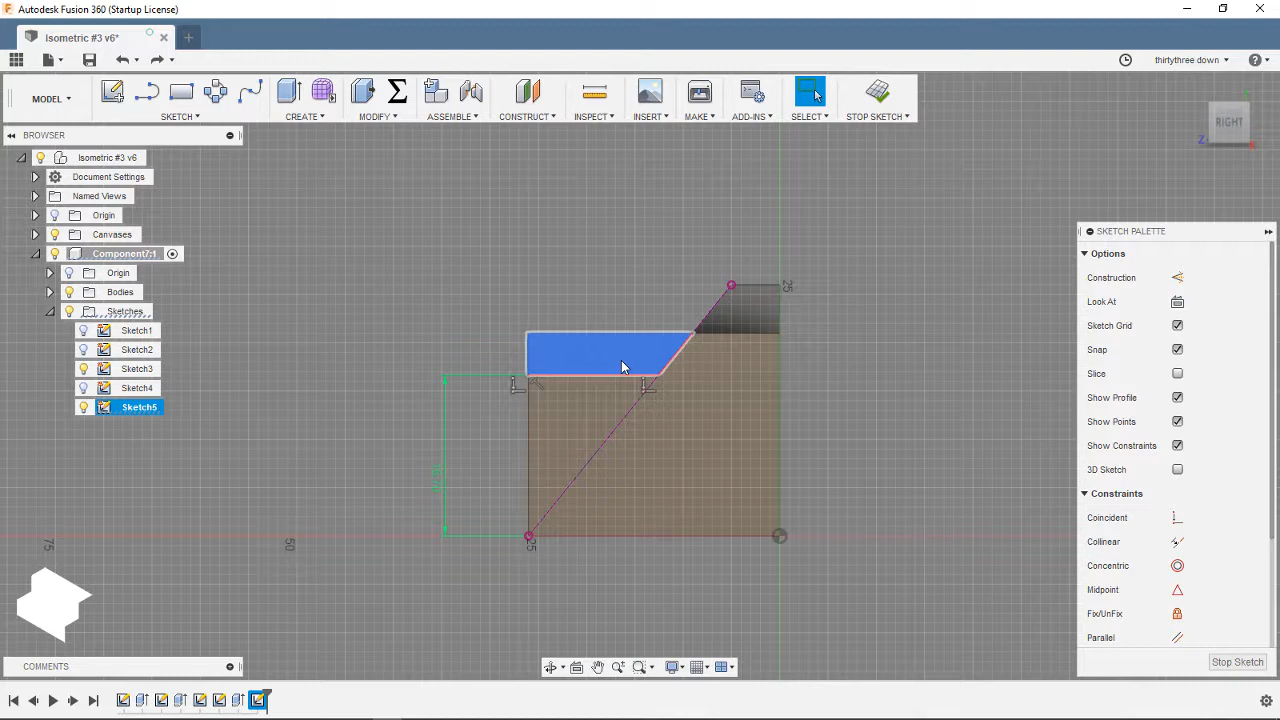 Autodesk Fusion 360 (Startup License)
Isometric #3 v6*
thirtythree down
MODEL
SKETCH
CREATE
MODIFY
ASSEMBLE
CONSTRUCT
INSPECT
INSERT
MAKE
ADD-INS
SELECT
STOP SKETCH
BROWSER
Isometric #3 v6
Document Settings
Named Views
Origin
Canvases
Component7:1
Origin
Bodies
Sketches
Sketch1
Sketch2
Sketch3
Sketch4
Sketch5
RIGHT
Z
25
25
50
75
SKETCH PALETTE
Options
Construction
Look At
Sketch Grid
Snap
Slice
Show Profile
Show Points
Show Constraints
3D Sketch
Constraints
Coincident
Collinear
Concentric
Midpoint
Fix/UnFix
Parallel
Stop Sketch
COMMENTS